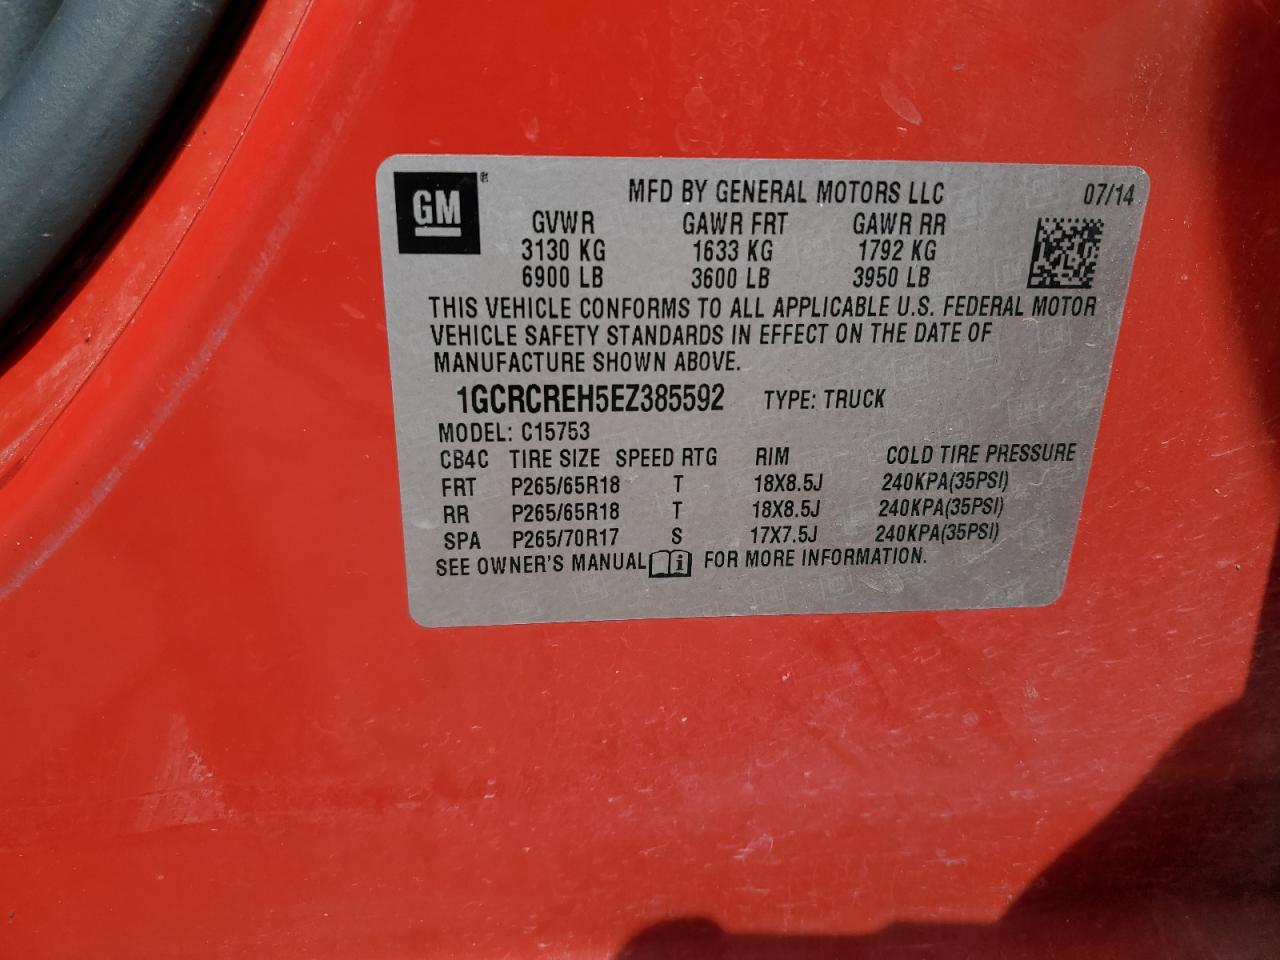 GM® MFD BY GENERAL MOTORS LLC 07/14
GVWR GAWR FRT GAWR RR
3130 KG 1633 KG 1792 KG
6900 LB 3600 LB 3950 LB
THIS VEHICLE CONFORMS TO ALL APPLICABLE U.S. FEDERAL MOTOR
VEHICLE SAFETY STANDARDS IN EFFECT ON THE DATE OF
MANUFACTURE SHOWN ABOVE.
1GCRCREH5EZ385592 TYPE: TRUCK
MODEL: C15753
CB4C TIRE SIZE SPEED RTG RIM COLD TIRE PRESSURE
FRT P265/65R18 T 18X8.5J 240KPA(35PSI)
RR P265/65R18 T 18X8.5J 240KPA(35PSI)
SPA P265/70R17 S 17X7.5J 240KPA(35PSI)
SEE OWNER'S MANUAL i FOR MORE INFORMATION.